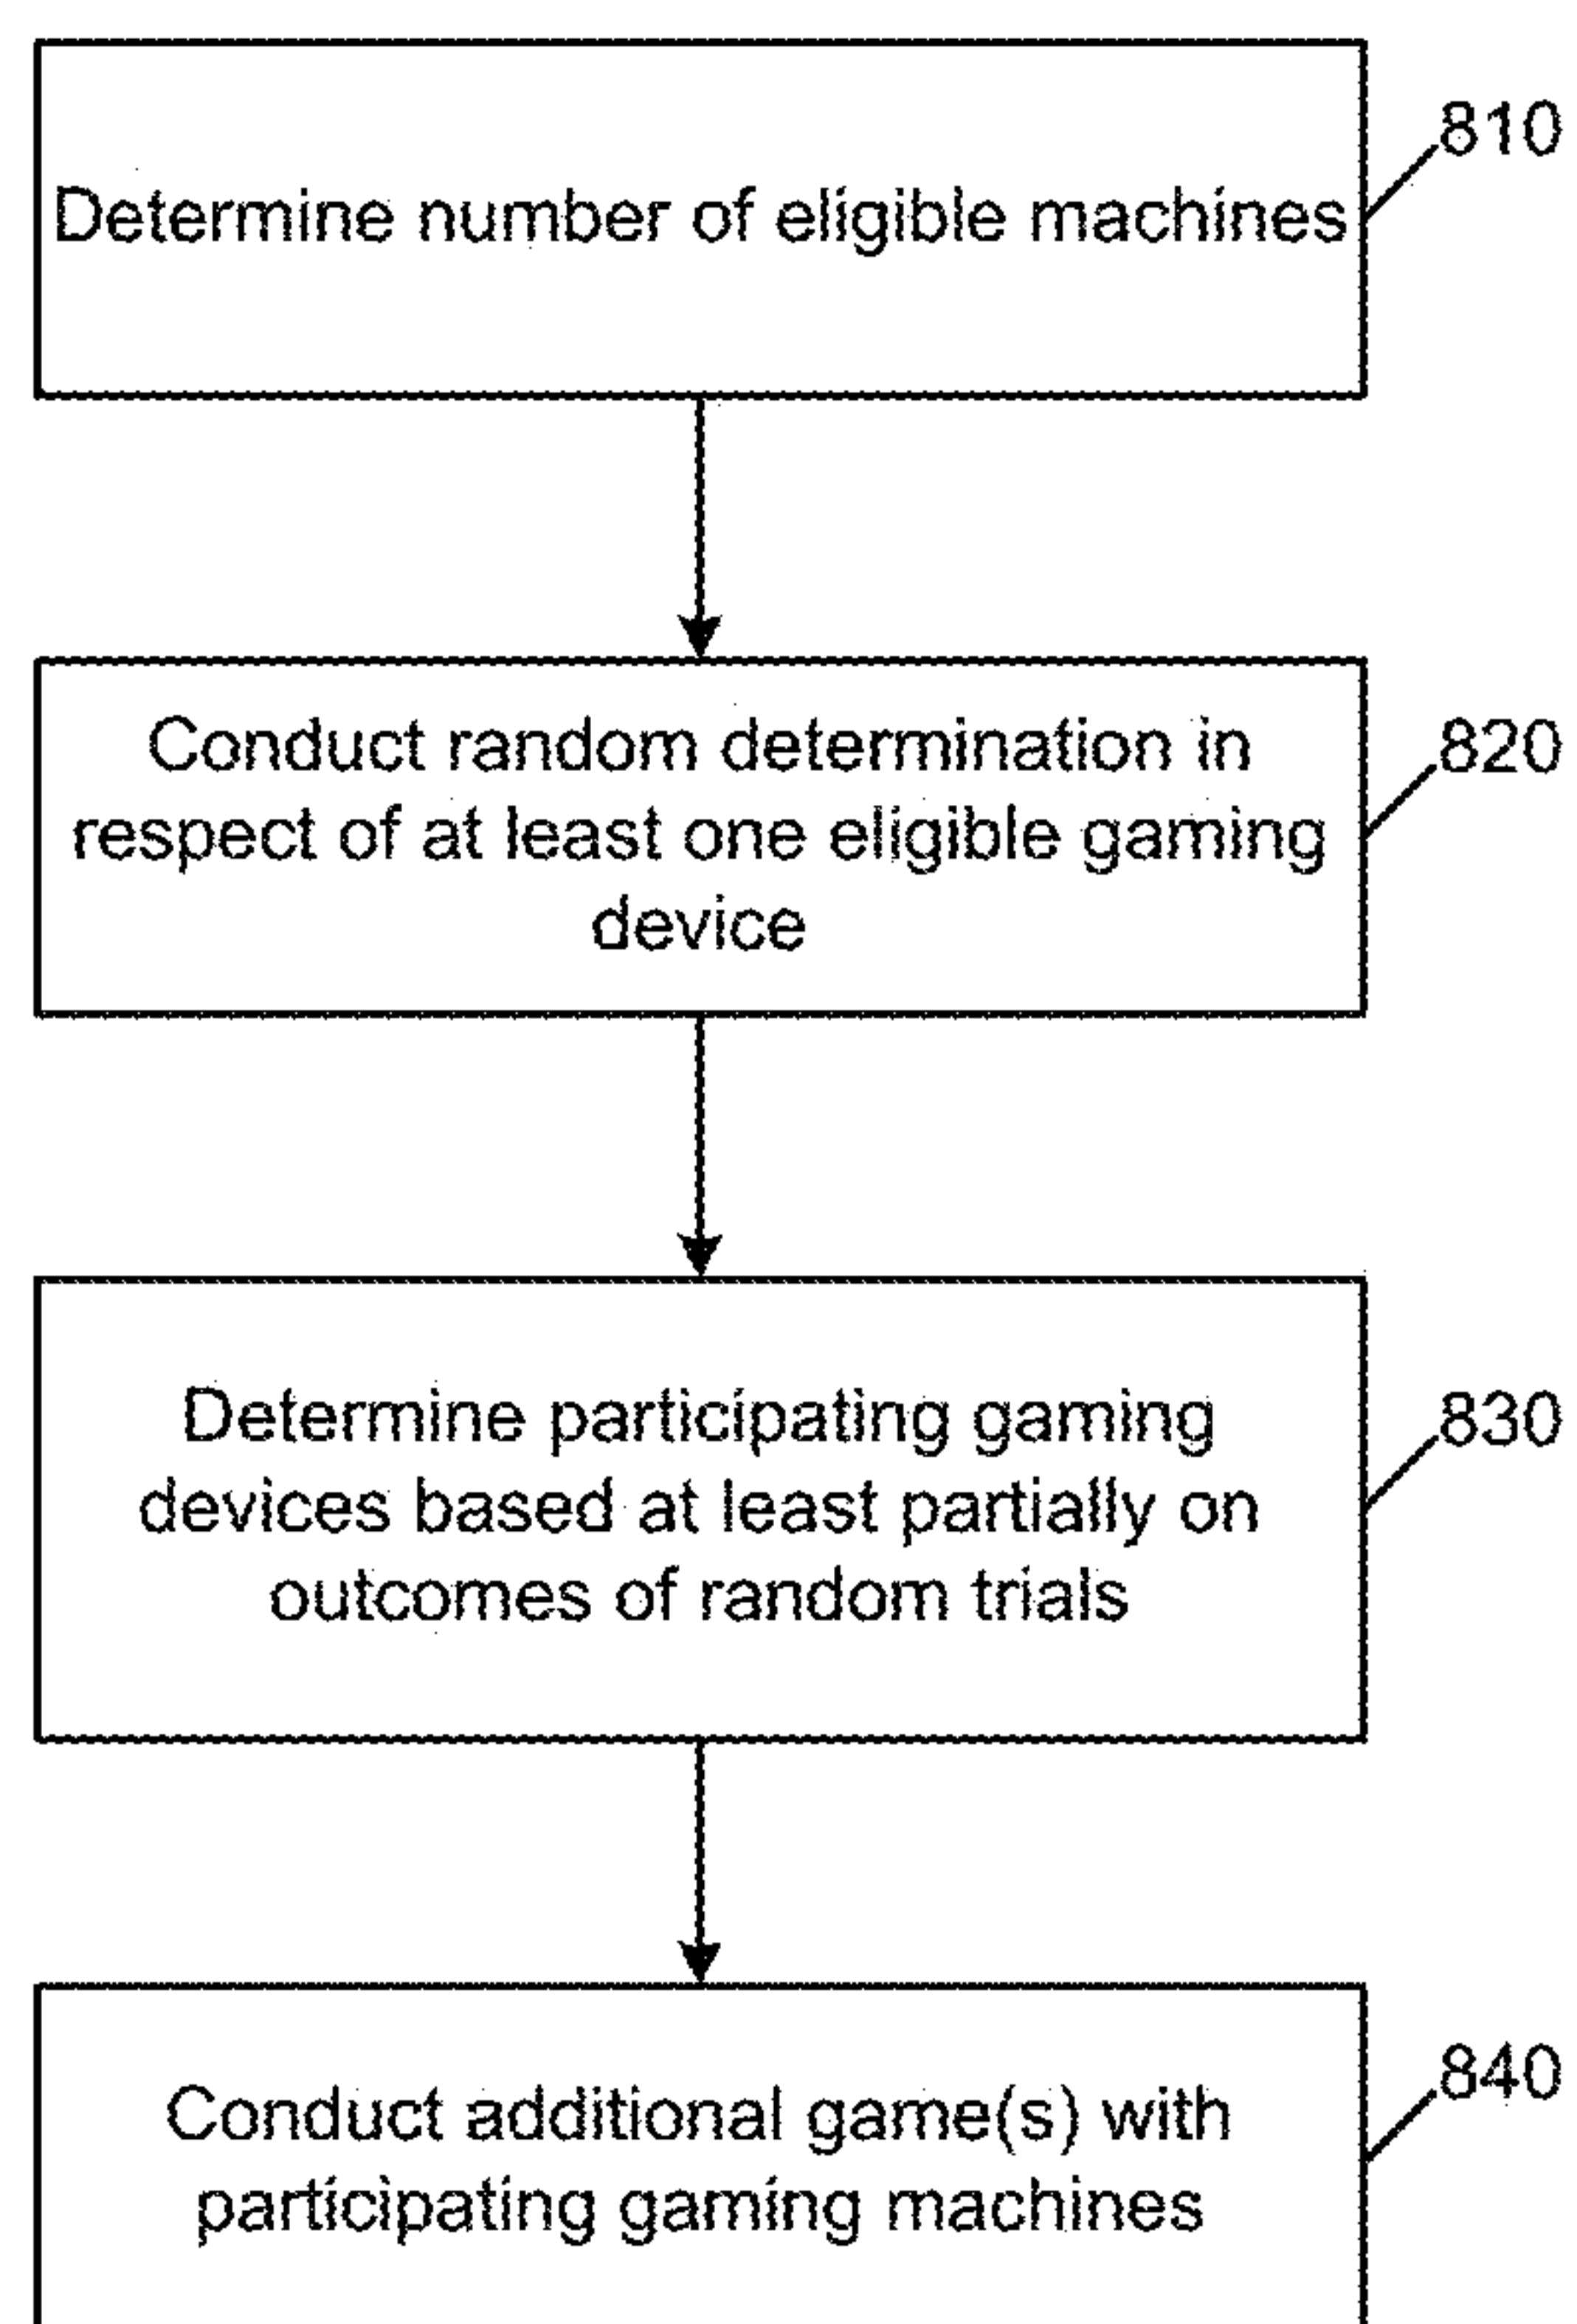 810
Determine number of eligible machines
820
Conduct random determination in
respect of at least one eligible gaming
device
830
Determine participating gaming
devices based at least partially on
outcomes of random trials
840
Conduct additional game(s) with
participating gaming machines